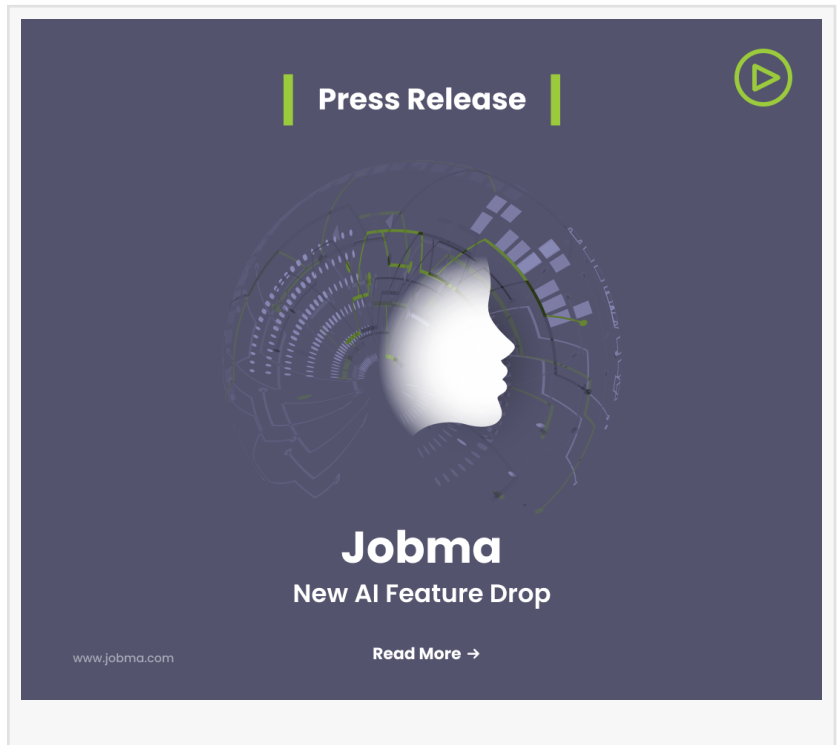 Press Release
Jobma
New AI Feature Drop
Read More →
www.jobma.com